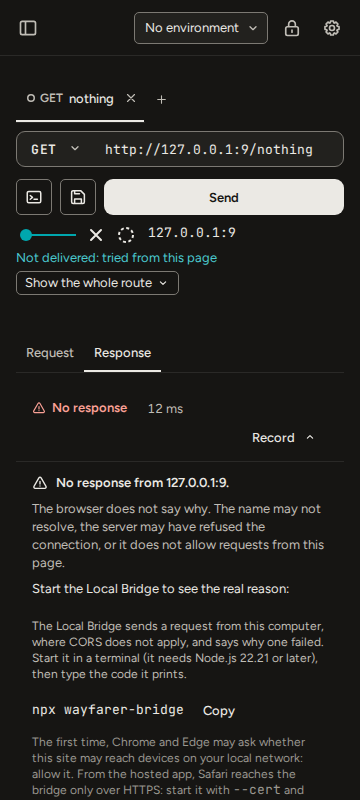 No environment
GET nothing
GET http://127.0.0.1:9/nothing
Send
127.0.0.1:9
Not delivered: tried from this page
Show the whole route
Request Response
No response 12 ms
Record
No response from 127.0.0.1:9.
The browser does not say why. The name may not
resolve, the server may have refused the
connection, or it does not allow requests from this
page.
Start the Local Bridge to see the real reason:
The Local Bridge sends a request from this computer,
where CORS does not apply, and says why one failed.
Start it in a terminal (it needs Node.js 22.21 or later),
then type the code it prints.
npx wayfarer-bridge Copy
The first time, Chrome and Edge may ask whether
this site may reach devices on your local network:
allow it. From the hosted app, Safari reaches the
bridge only over HTTPS: start it with --cert and